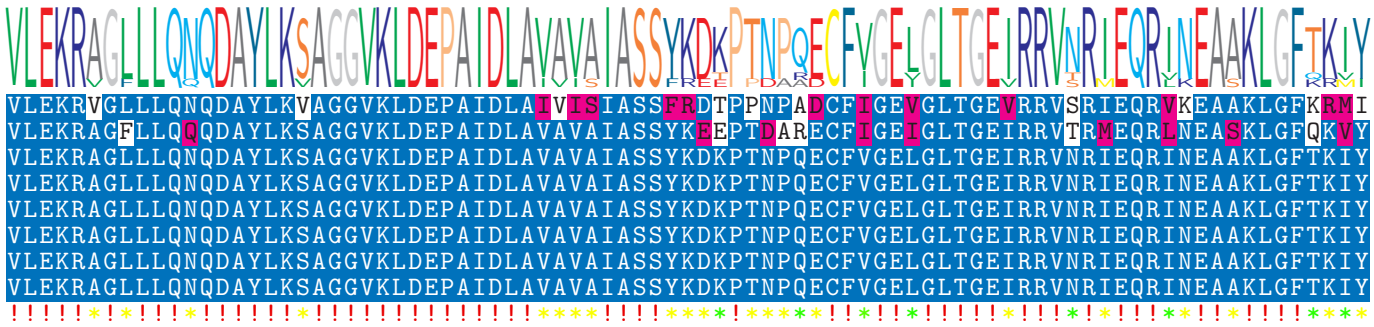 VLEKRAGLLLQNQDAYLKSAGGVKLDEPAIDLAVAVAIASSYKDKPTNPQECFVGELGLTGEIRRVNRIEQRINEAAKLGFTKIY
VLEKRVGLLLQNQDAYLKVAGGVKLDEPAIDLAIVISIASSFRDTPPNPADCFIGEVGLTGEVRRVSRIEQRVKEAAKLGFKRMI
VLEKRAGFLLQQQDAYLKSAGGVKLDEPAIDLAVAVAIASSYKEEPTDARECFIGEIGLTGEIRRVTRMEQRLNEASKLGFQKVY
VLEKRAGLLLQNQDAYLKSAGGVKLDEPAIDLAVAVAIASSYKDKPTNPQECFVGELGLTGEIRRVNRIEQRINEAAKLGFTKIY
VLEKRAGLLLQNQDAYLKSAGGVKLDEPAIDLAVAVAIASSYKDKPTNPQECFVGELGLTGEIRRVNRIEQRINEAAKLGFTKIY
VLEKRAGLLLQNQDAYLKSAGGVKLDEPAIDLAVAVAIASSYKDKPTNPQECFVGELGLTGEIRRVNRIEQRINEAAKLGFTKIY
VLEKRAGLLLQNQDAYLKSAGGVKLDEPAIDLAVAVAIASSYKDKPTNPQECFVGELGLTGEIRRVNRIEQRINEAAKLGFTKIY
VLEKRAGLLLQNQDAYLKSAGGVKLDEPAIDLAVAVAIASSYKDKPTNPQECFVGELGLTGEIRRVNRIEQRINEAAKLGFTKIY
VLEKRAGLLLQNQDAYLKSAGGVKLDEPAIDLAVAVAIASSYKDKPTNPQECFVGELGLTGEIRRVNRIEQRINEAAKLGFTKIY
!!!!!*!*!!!*!!!!!!*!!!!!!!!!!!!!!****!!!!****!*****!!*!!*!!!!!*!!!*!*!!!**!!*!!!!****